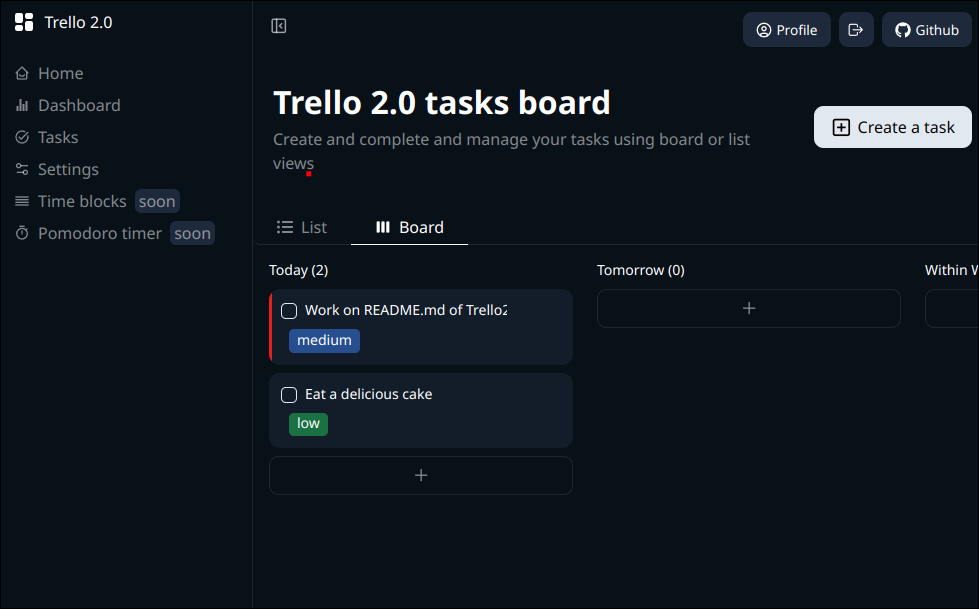 Trello 2.0
Home
Dashboard
Tasks
Settings
Time blocks soon
Pomodoro timer soon
Profile
Github
Trello 2.0 tasks board
Create and complete and manage your tasks using board or list
views
Create a task
List
Board
Today (2)
Work on README.md of Trello2
medium
Eat a delicious cake
low
Tomorrow (0)
Within